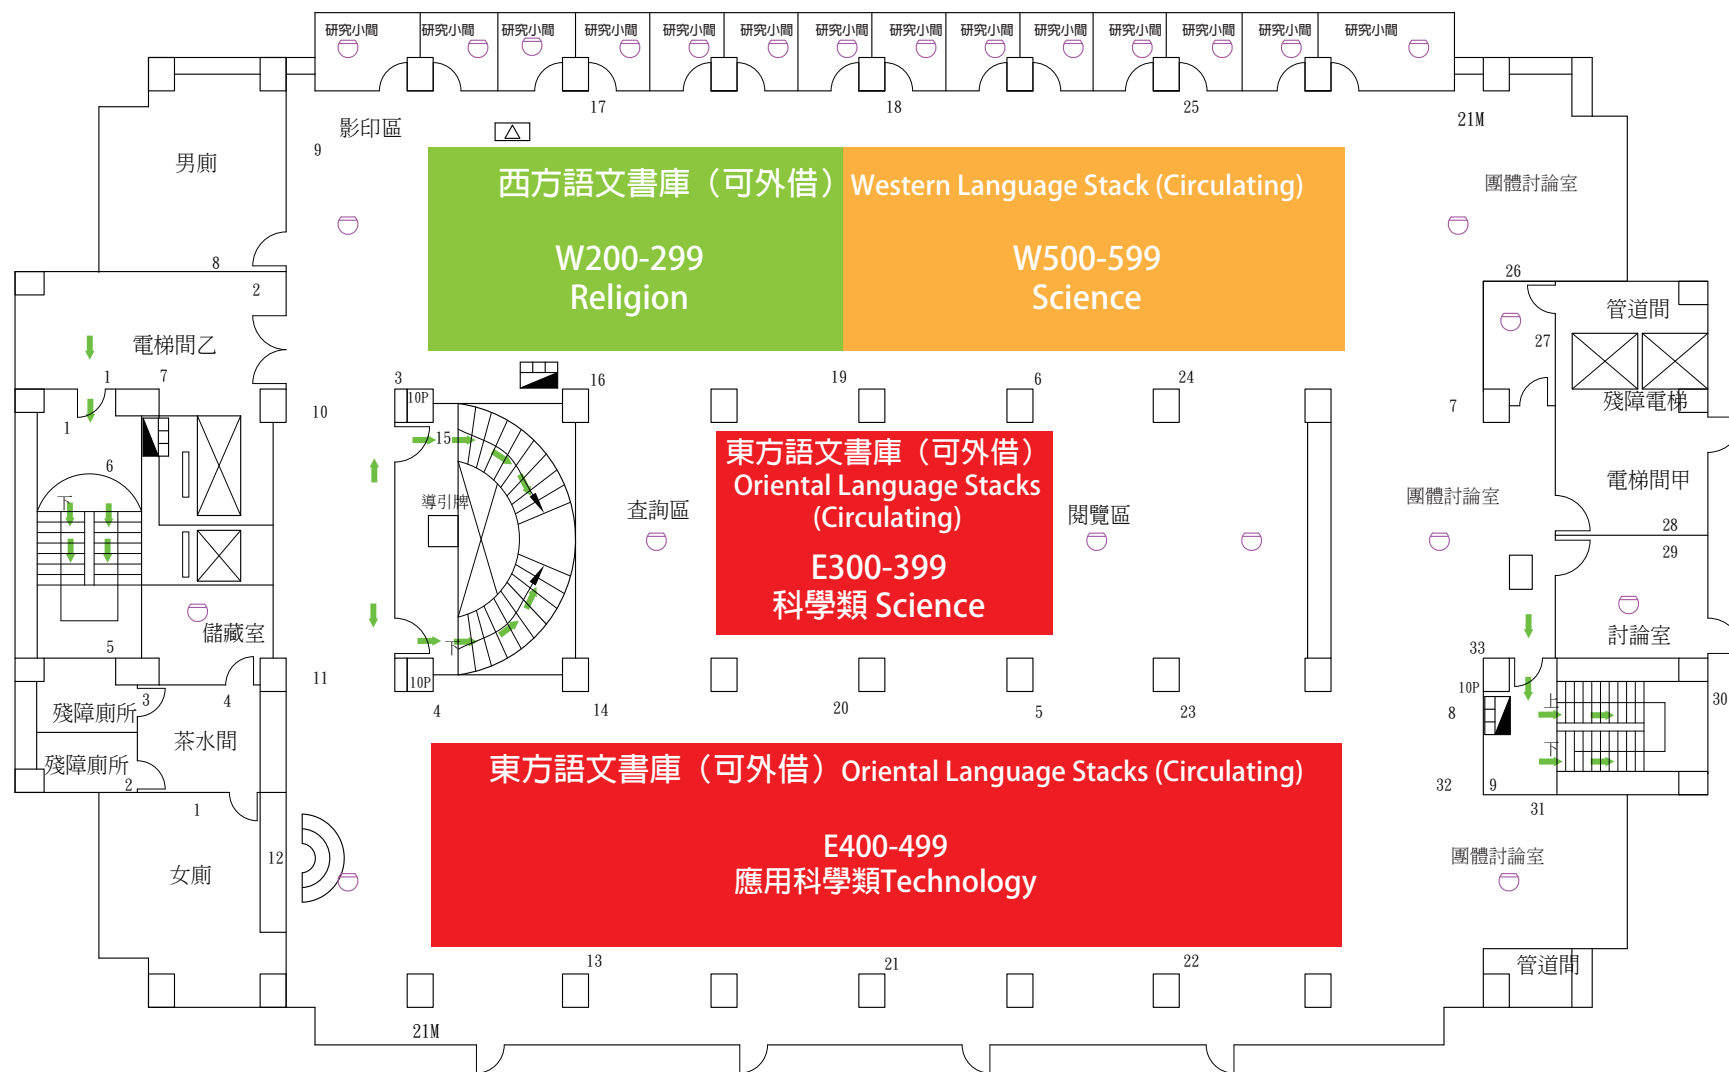 研究小間 研究小間 研究小間 研究小間 研究小間 研究小間 研究小間 研究小間 研究小間 研究小間 研究小間 研究小間 研究小間 研究小間
17 18 25 21M
影印區
9
男廁
西方語文書庫（可外借） Western Language Stack (Circulating)
團體討論室
W200-299
Religion
W500-599
Science
8
2
26
管道間
27
電梯間乙
1 7
3 16 19 6 24
10P
殘障電梯
7
10
1
15
6
東方語文書庫（可外借）
Oriental Language Stacks
(Circulating)
E300-399
科學類 Science
下
導引牌
查詢區
閱覽區
團體討論室
電梯間甲
28
29
儲藏室
下
討論室
5
33
11
10P
10P
3 4
4 14 20 5 23
8
30
上
下
殘障廁所
茶水間
殘障廁所
2
1
東方語文書庫（可外借）Oriental Language Stacks (Circulating)
32 9
31
E400-499
應用科學類Technology
12
女廁
團體討論室
13 21 22
管道間
21M